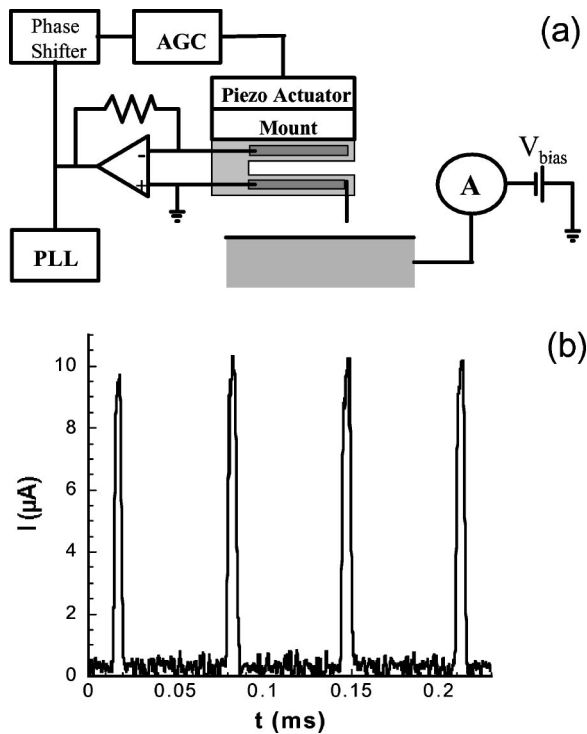 (a)
Phase
Shifter
AGC
Piezo Actuator
Mount
-
+
PLL
A
V_bias
(b)
10
8
6
4
2
0
I (µA)
0
0.05
0.1
0.15
0.2
t (ms)